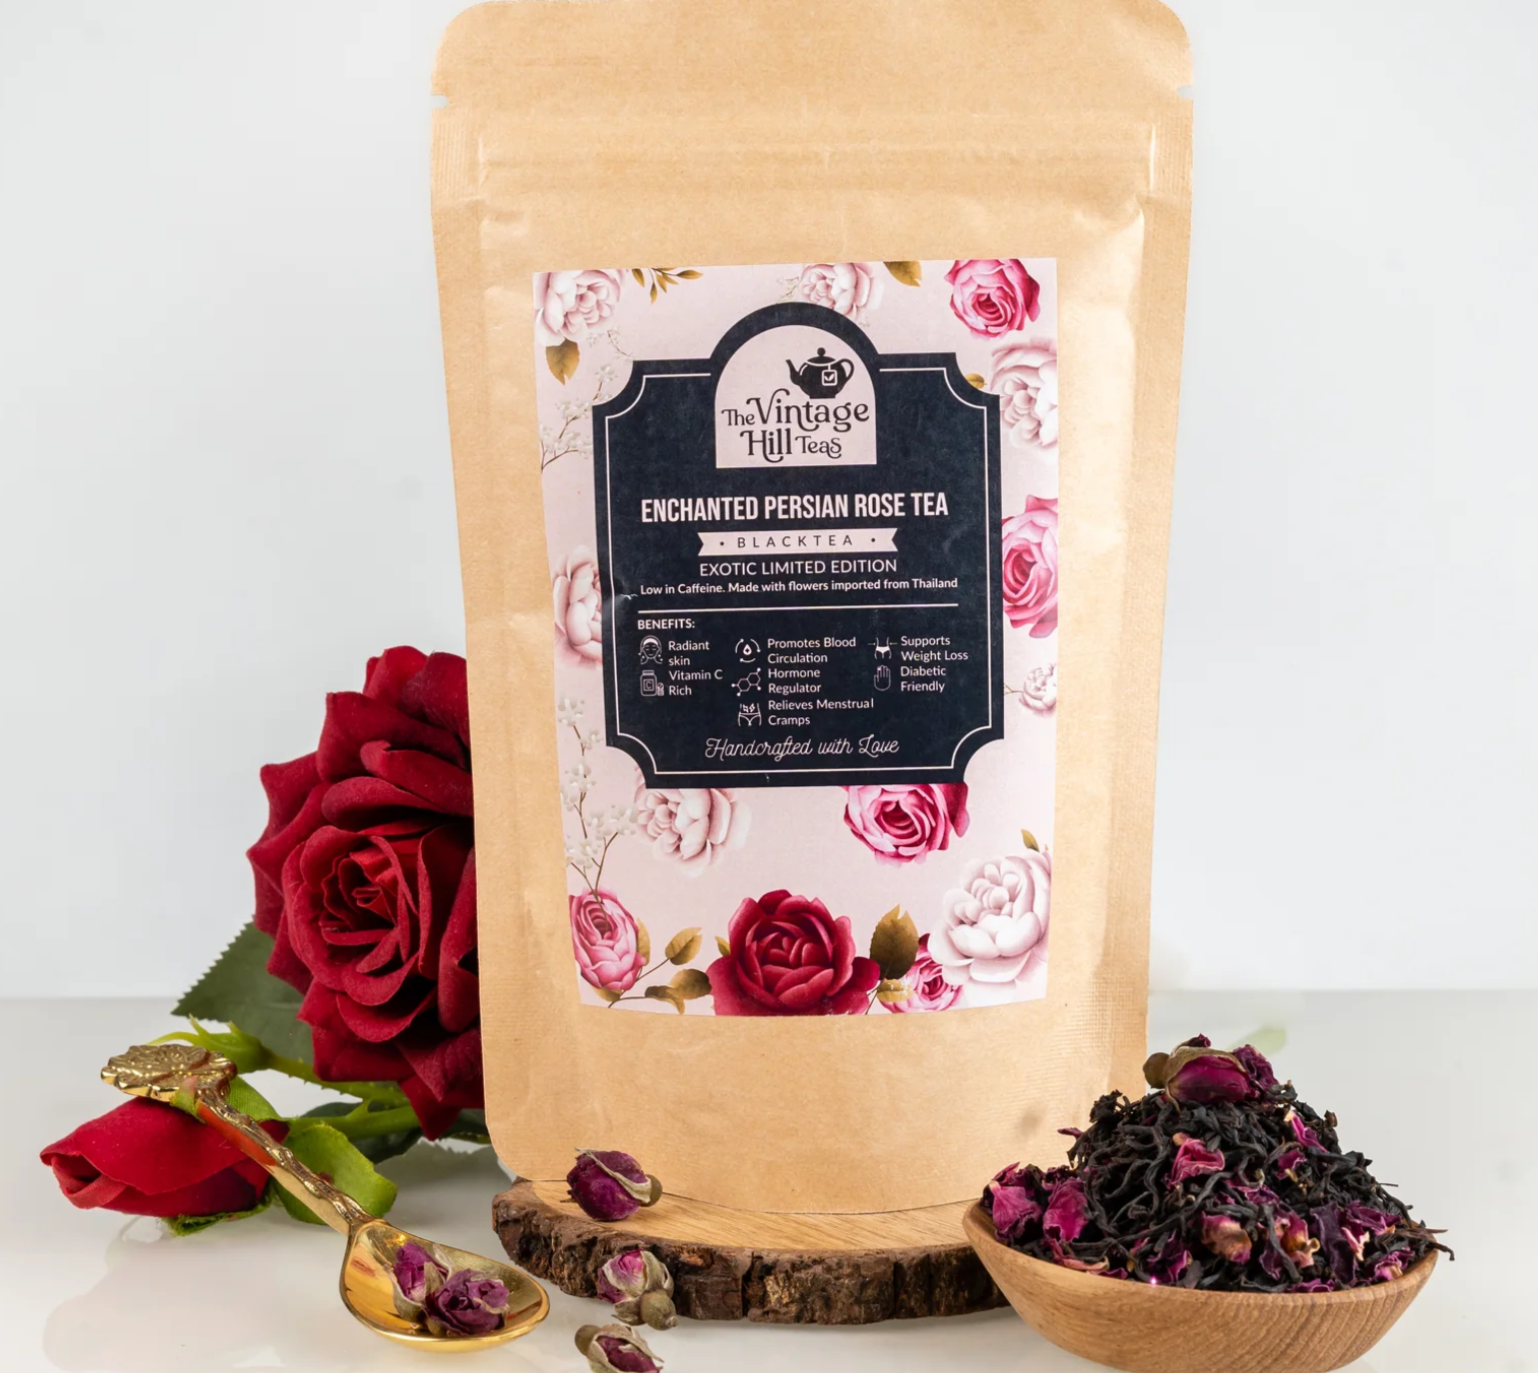 The Vintage
Hill Teas
ENCHANTED PERSIAN ROSE TEA
• BLACKTEA •
EXOTIC LIMITED EDITION
Low in Caffeine. Made with flowers imported from Thailand
BENEFITS:
Radiant
skin
Vitamin C
Rich
Promotes Blood
Circulation
Hormone
Regulator
Relieves Menstrual
Cramps
Supports
Weight Loss
Diabetic
Friendly
Handcrafted with Love